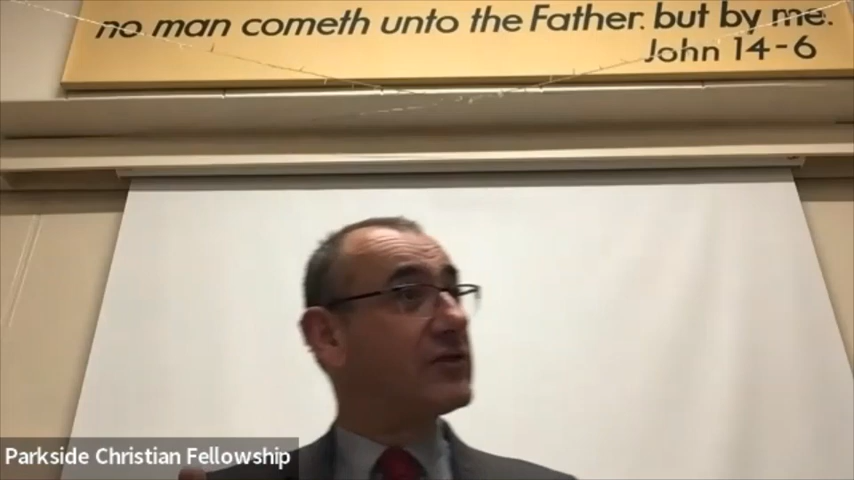 no man cometh unto the Father: but by me.
John 14-6
Parkside Christian Fellowship